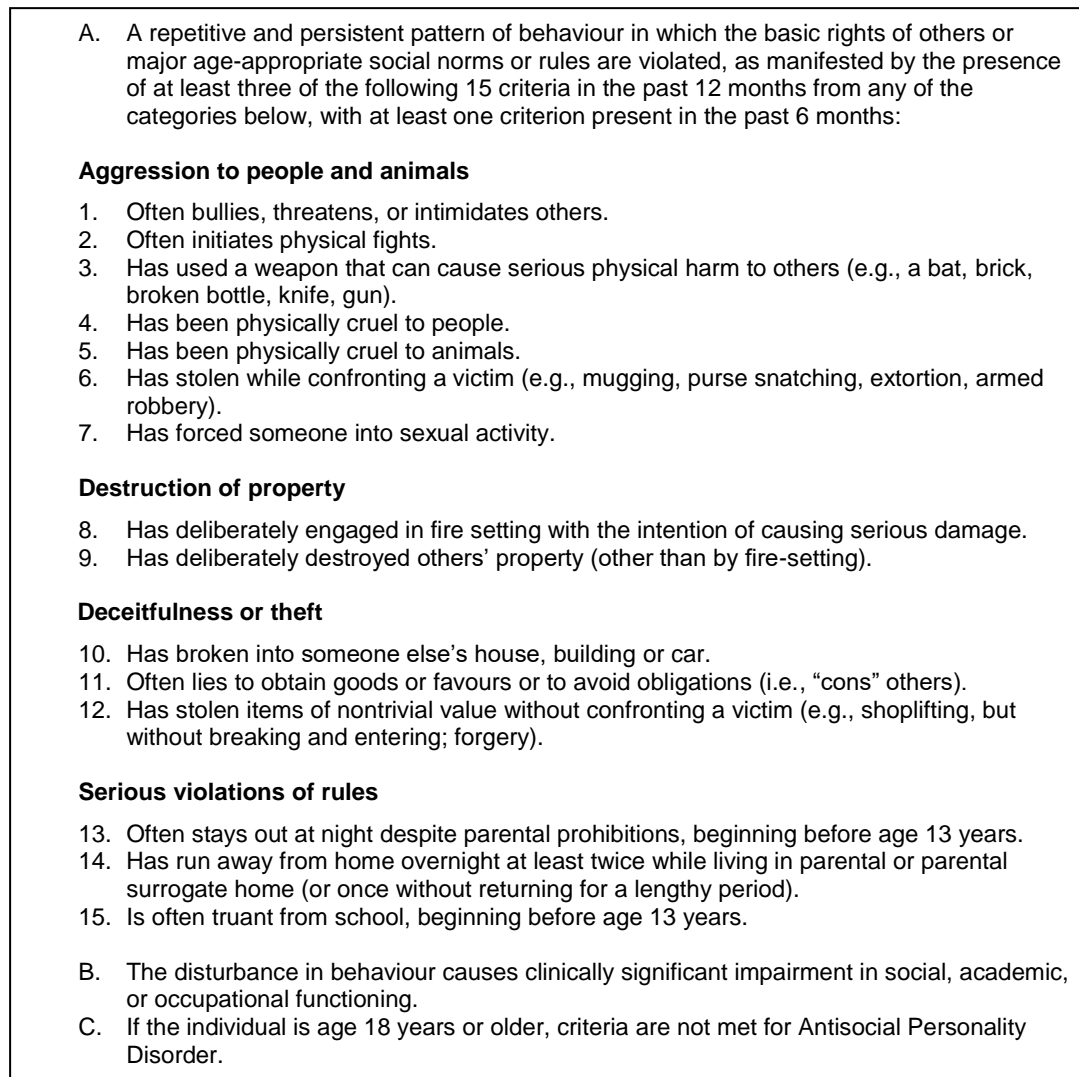 A. A repetitive and persistent pattern of behaviour in which the basic rights of others or
major age-appropriate social norms or rules are violated, as manifested by the presence
of at least three of the following 15 criteria in the past 12 months from any of the
categories below, with at least one criterion present in the past 6 months:
Aggression to people and animals
1. Often bullies, threatens, or intimidates others.
2. Often initiates physical fights.
3. Has used a weapon that can cause serious physical harm to others (e.g., a bat, brick,
broken bottle, knife, gun).
4. Has been physically cruel to people.
5. Has been physically cruel to animals.
6. Has stolen while confronting a victim (e.g., mugging, purse snatching, extortion, armed
robbery).
7. Has forced someone into sexual activity.
Destruction of property
8. Has deliberately engaged in fire setting with the intention of causing serious damage.
9. Has deliberately destroyed others’ property (other than by fire-setting).
Deceitfulness or theft
10. Has broken into someone else’s house, building or car.
11. Often lies to obtain goods or favours or to avoid obligations (i.e., “cons” others).
12. Has stolen items of nontrivial value without confronting a victim (e.g., shoplifting, but
without breaking and entering; forgery).
Serious violations of rules
13. Often stays out at night despite parental prohibitions, beginning before age 13 years.
14. Has run away from home overnight at least twice while living in parental or parental
surrogate home (or once without returning for a lengthy period).
15. Is often truant from school, beginning before age 13 years.
B. The disturbance in behaviour causes clinically significant impairment in social, academic,
or occupational functioning.
C. If the individual is age 18 years or older, criteria are not met for Antisocial Personality
Disorder.